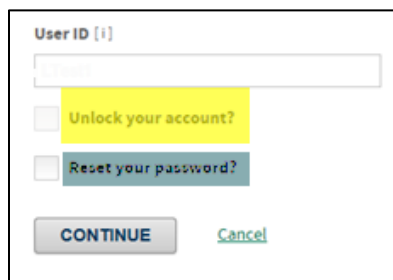 User ID [i]
Unlock your account?
Reset your password?
CONTINUE Cancel